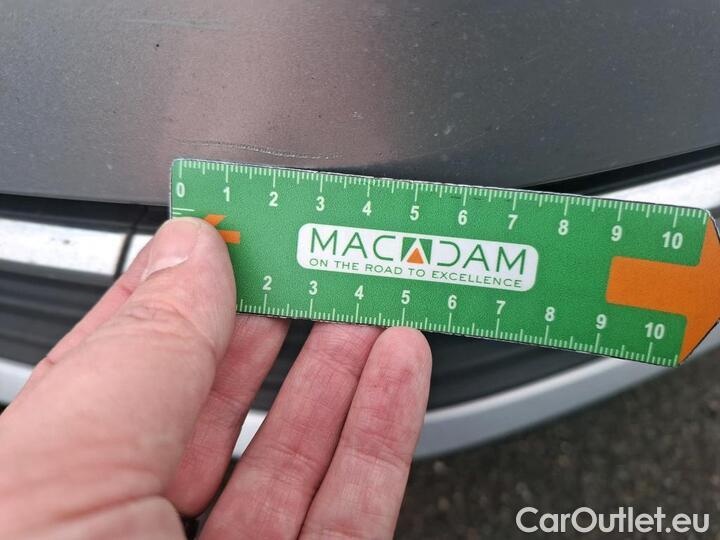 0 1 2 3 4 5 6 7 8 9 10
MACADAM
ON THE ROAD TO EXCELLENCE
2 3 4 5 6 7 8 9 10
CarOutlet.eu